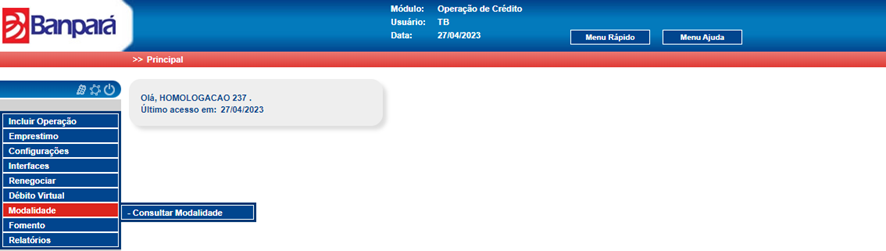 Banpará
Módulo: Operação de Crédito
Usuário: TB
Data: 27/04/2023
Menu Rápido
Menu Ajuda
>> Principal
Olá, HOMOLOGACAO 237 .
Último acesso em: 27/04/2023
Incluir Operação
Emprestimo
Configurações
Interfaces
Renegociar
Débito Virtual
Modalidade
- Consultar Modalidade
Fomento
Relatórios